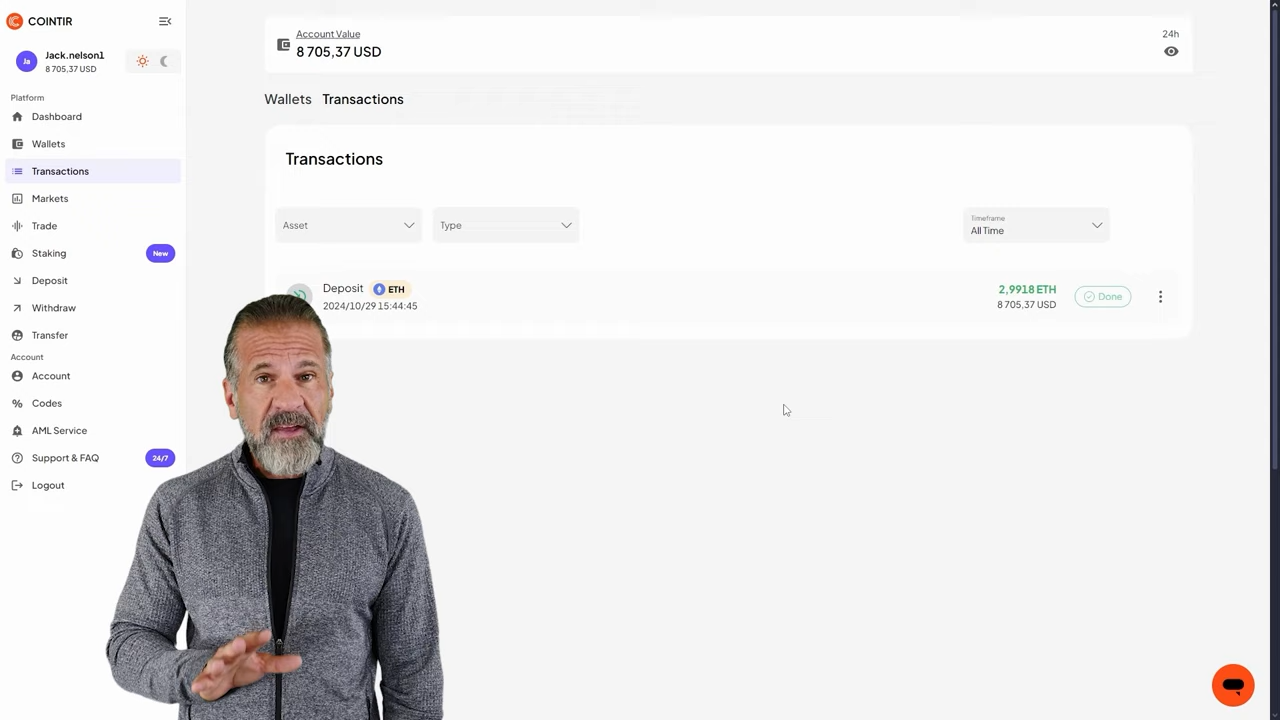 COINTIR
Ja
Jack.nelson1
8 705,37 USD
Platform
Dashboard
Wallets
Transactions
Markets
Trade
Staking
New
Deposit
Withdraw
Transfer
Account
Account
Codes
AML Service
Support & FAQ
24/7
Logout
Account Value
8 705,37 USD
24h
Wallets Transactions
Transactions
Asset
Type
Timeframe
All Time
Deposit ETH
2024/10/29 15:44:45
2,9918 ETH
8 705,37 USD
Done